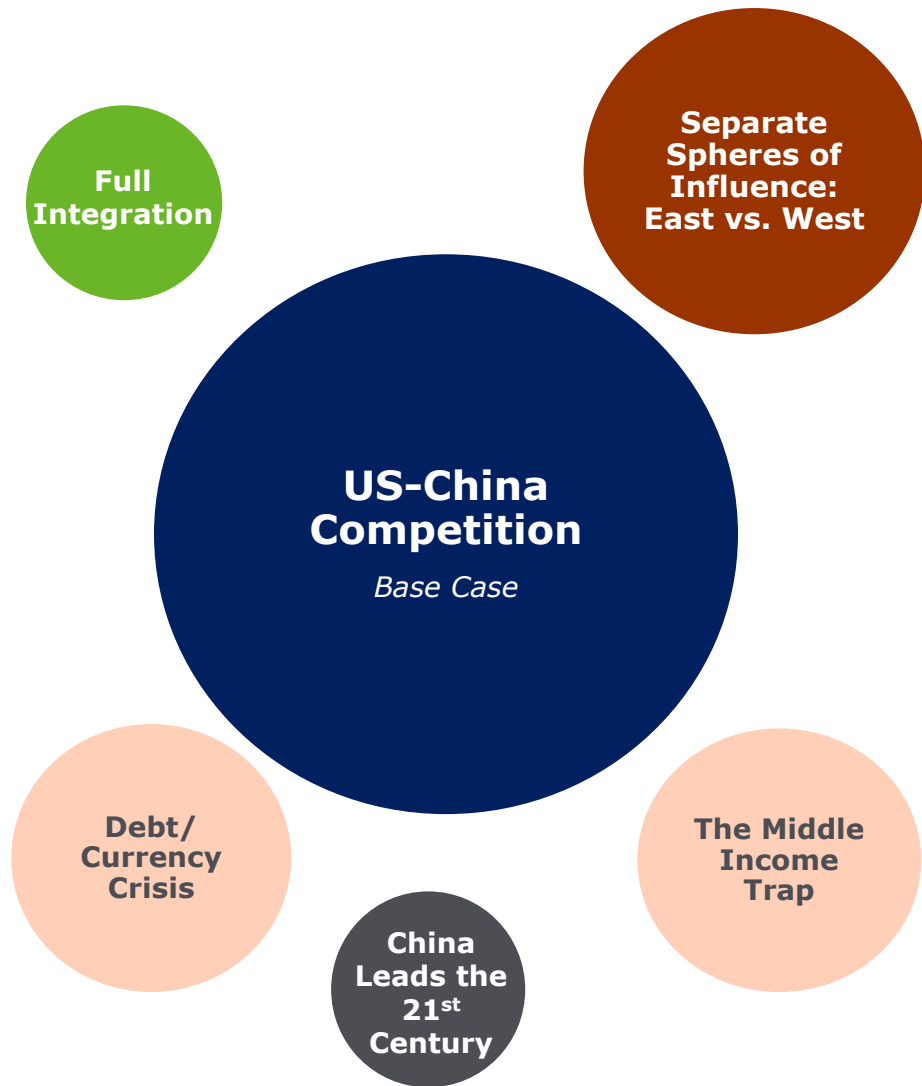 Separate
Spheres of
Influence:
East vs. West
Full
Integration
US-China
Competition
Base Case
Debt/
Currency
Crisis
The Middle
Income
Trap
China
Leads the
21st
Century